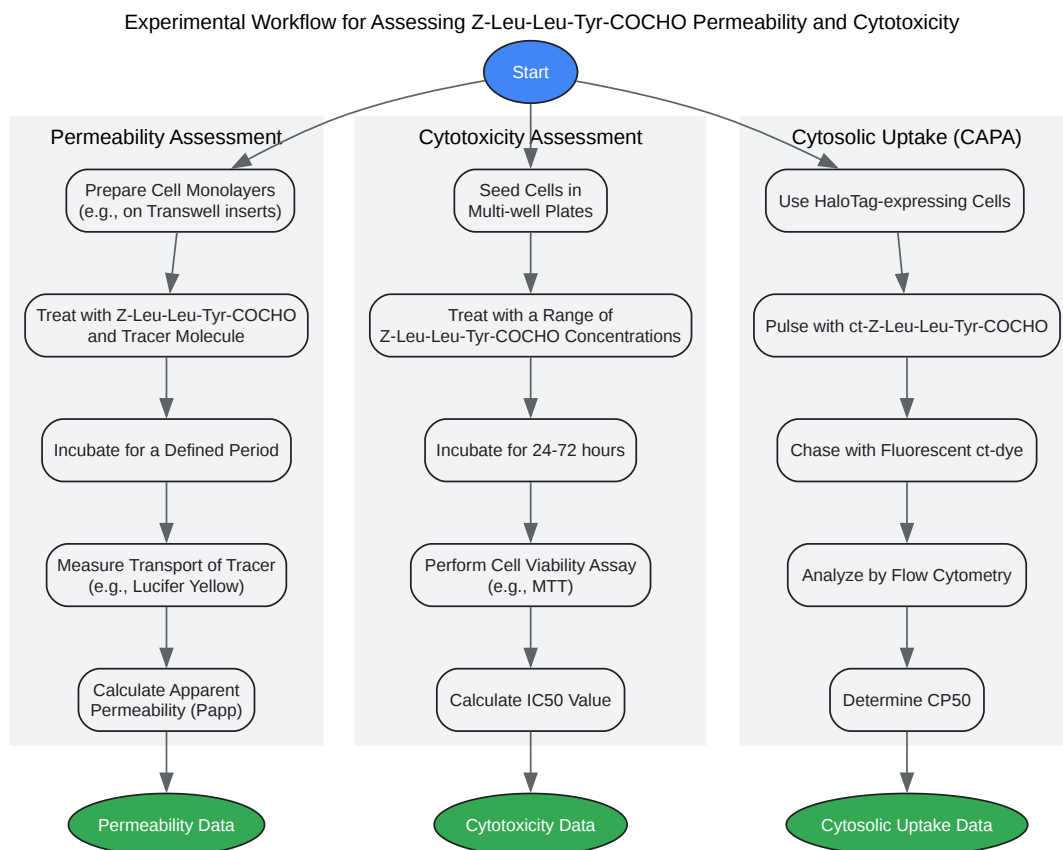 Experimental Workflow for Assessing Z-Leu-Leu-Tyr-COCHO Permeability and Cytotoxicity
Start
Permeability Assessment
Prepare Cell Monolayers
(e.g., on Transwell inserts)
Treat with Z-Leu-Leu-Tyr-COCHO
and Tracer Molecule
Incubate for a Defined Period
Measure Transport of Tracer
(e.g., Lucifer Yellow)
Calculate Apparent
Permeability (Papp)
Permeability Data
Cytotoxicity Assessment
Seed Cells in
Multi-well Plates
Treat with a Range of
Z-Leu-Leu-Tyr-COCHO Concentrations
Incubate for 24-72 hours
Perform Cell Viability Assay
(e.g., MTT)
Calculate IC50 Value
Cytotoxicity Data
Cytosolic Uptake (CAPA)
Use HaloTag-expressing Cells
Pulse with ct-Z-Leu-Leu-Tyr-COCHO
Chase with Fluorescent ct-dye
Analyze by Flow Cytometry
Determine CP50
Cytosolic Uptake Data